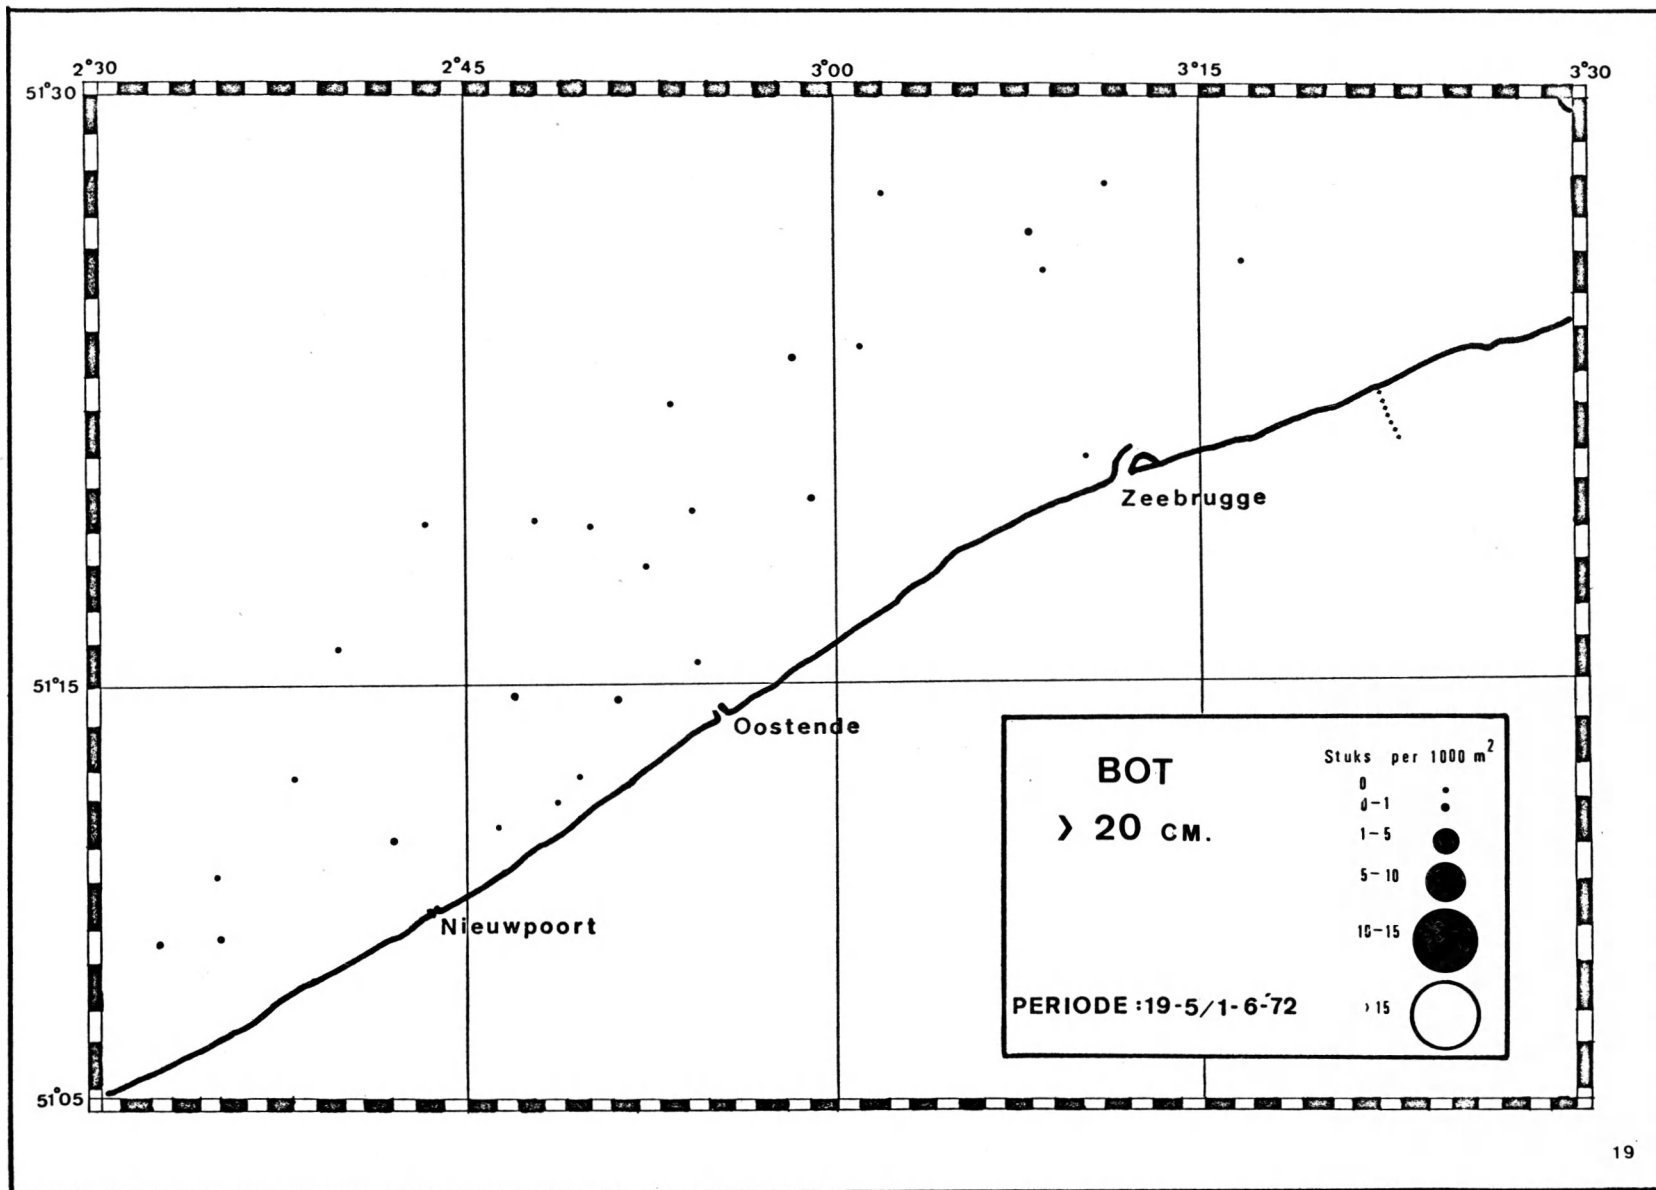 2°30 2°45 3°00 3°15 3°30
51°30
Zeebrugge
51°15
Oostende
Nieuwpoort
51°05
BOT
> 20 CM.
PERIODE :19-5/1-6-'72
Stuks per 1000 m²
0
0-1
1-5
5-10
10-15
>15
19